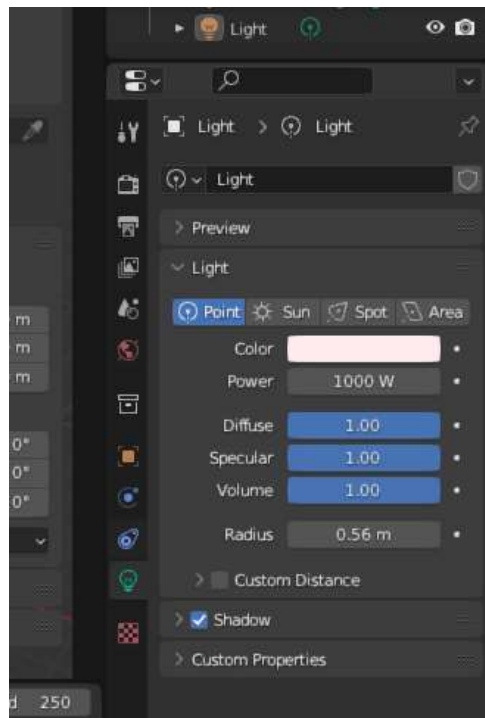 Light
Light > Light
Light
Preview
Light
Point Sun Spot Area
Color
Power 1000 W
Diffuse 1.00
Specular 1.00
Volume 1.00
Radius 0.56 m
Custom Distance
Shadow
Custom Properties
m
m
m
0°
0°
0°
d 250